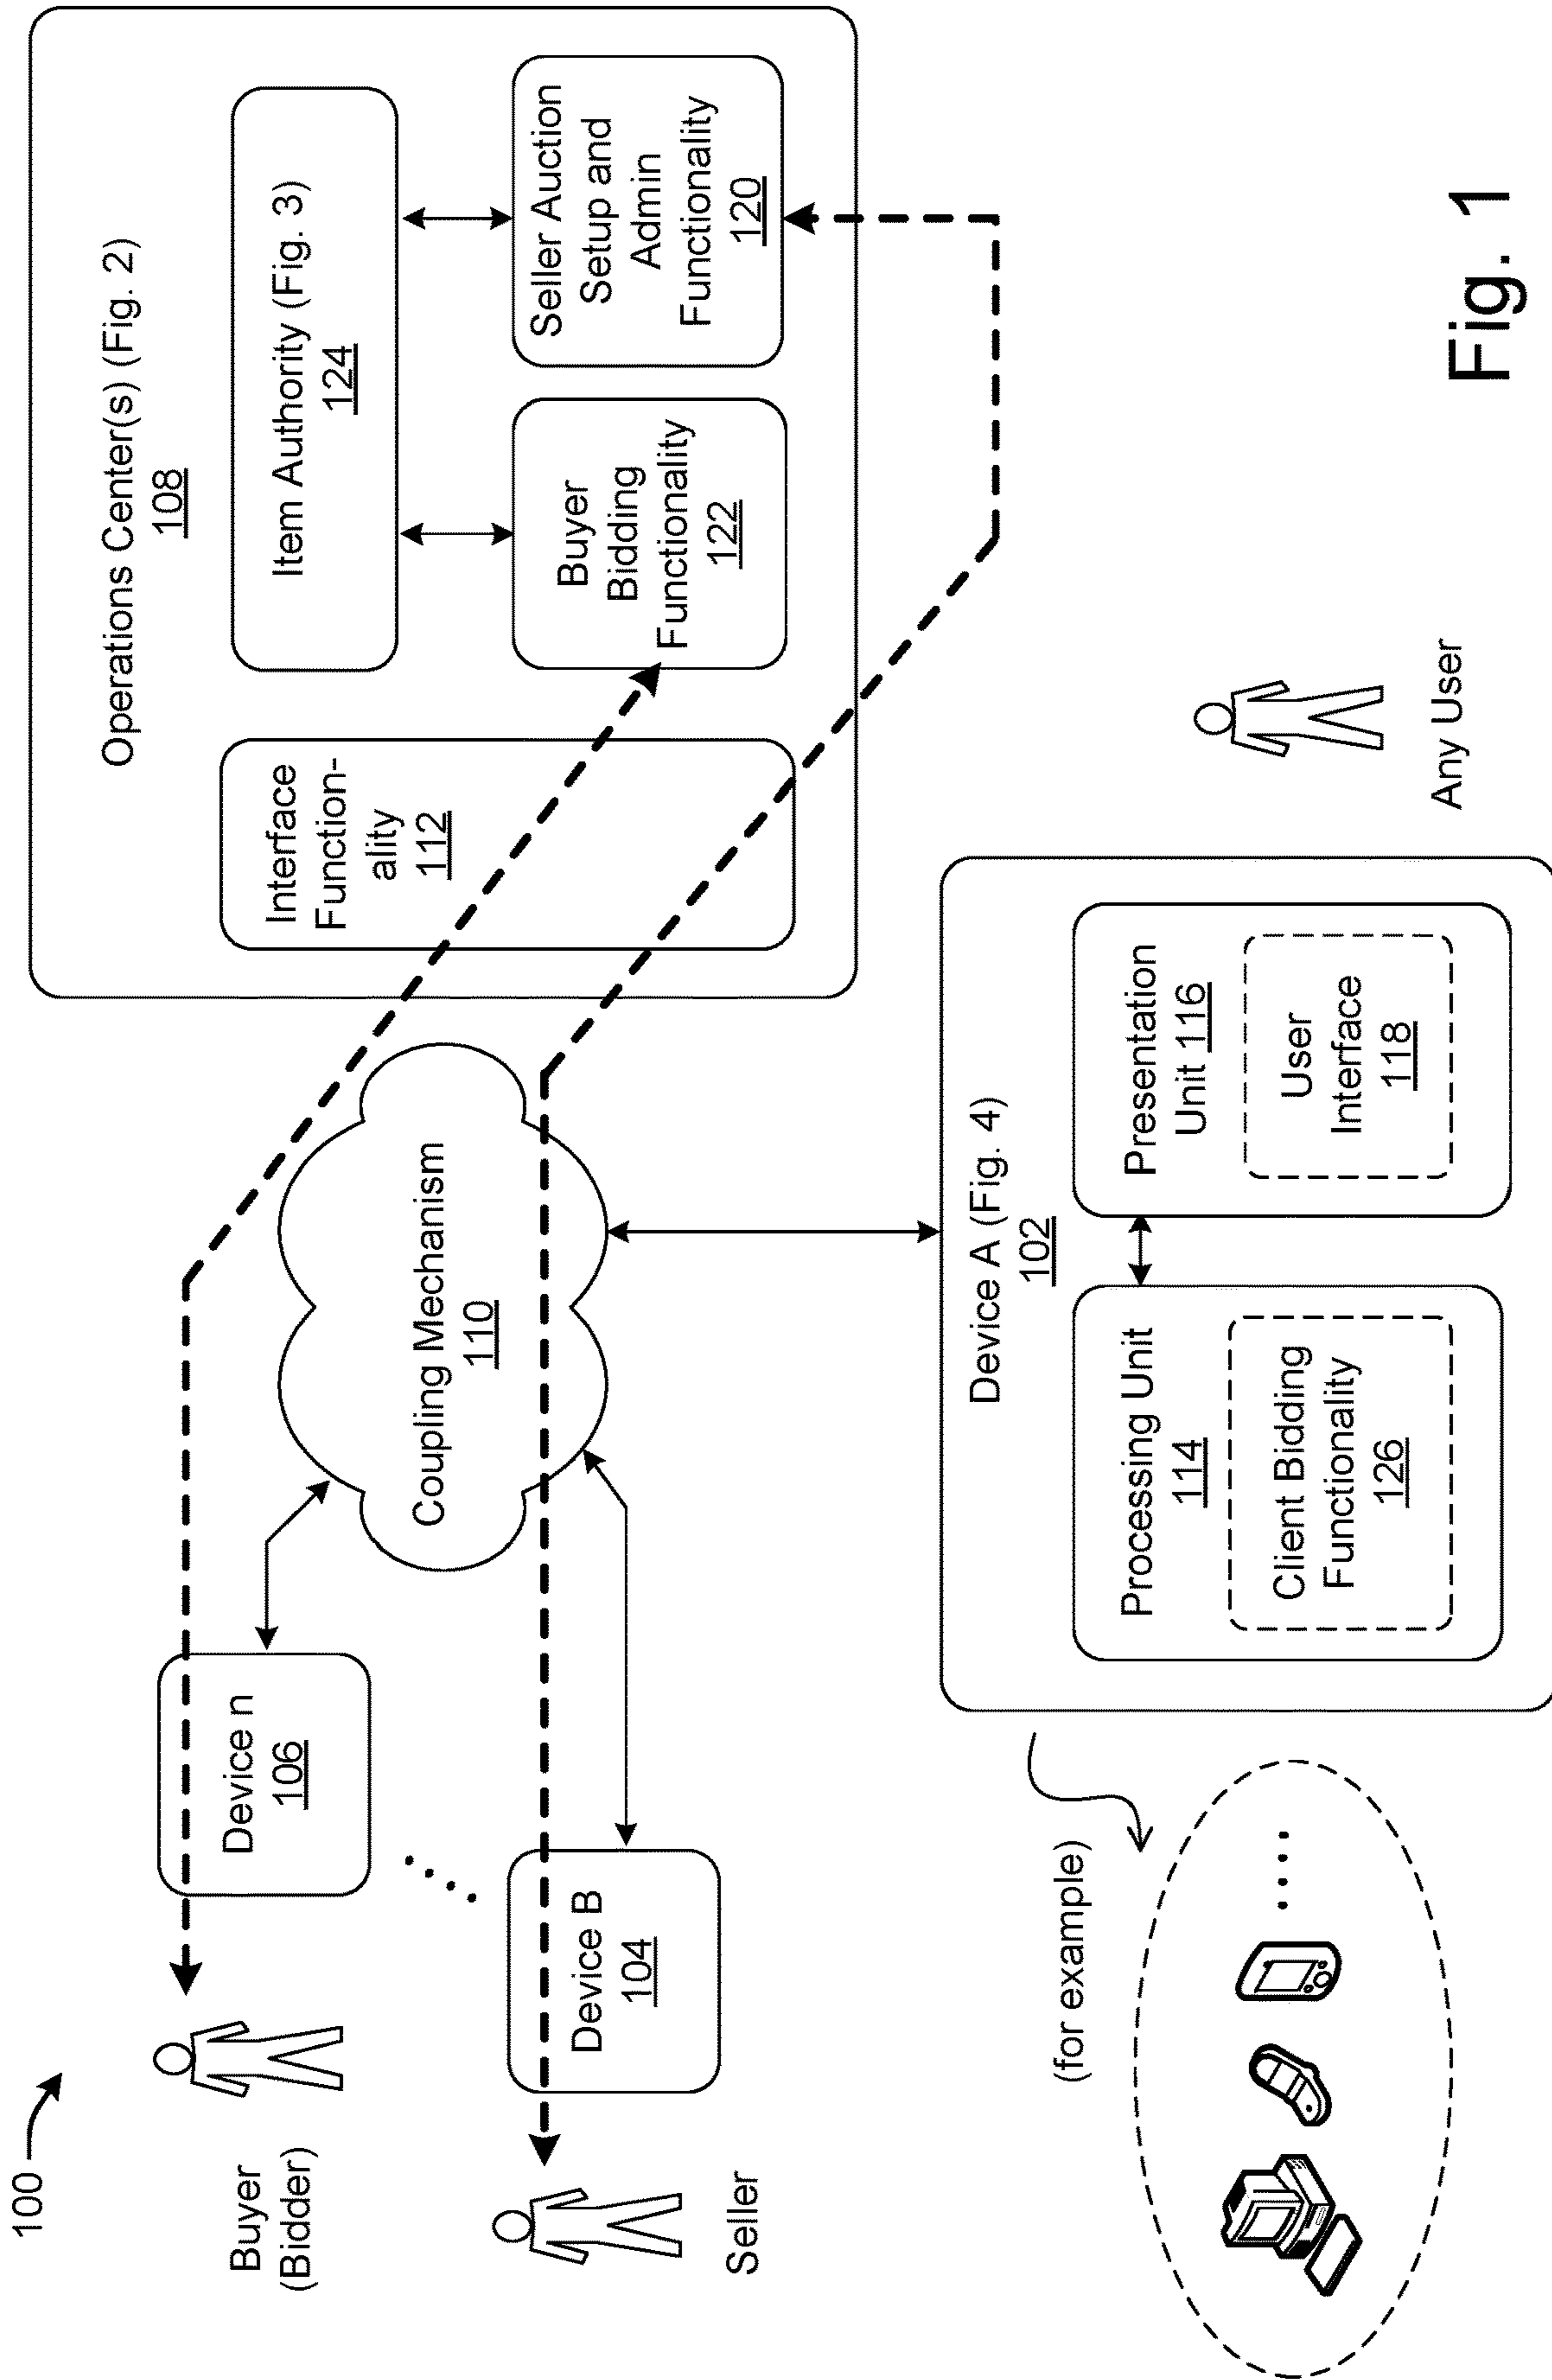 100
Buyer
(Bidder)
Seller
Device n
106
Device B
104
Coupling Mechanism
110
Operations Center(s) (Fig. 2)
108
Interface
Function-
ality
112
Item Authority (Fig. 3)
124
Buyer
Bidding
Functionality
122
Seller Auction
Setup and
Admin
Functionality
120
(for example)
Device A (Fig. 4)
102
Processing Unit
114
Client Bidding
Functionality
126
Presentation
Unit 116
User
Interface
118
Any User
Fig. 1